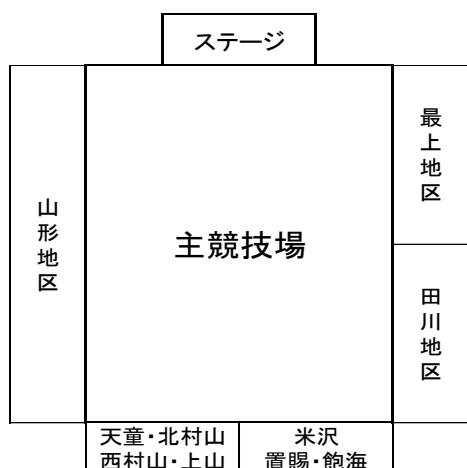 ステージ
最上地区
山形地区
主競技場
田川地区
天童・北村山
西村山・上山
米沢
置賜・飽海